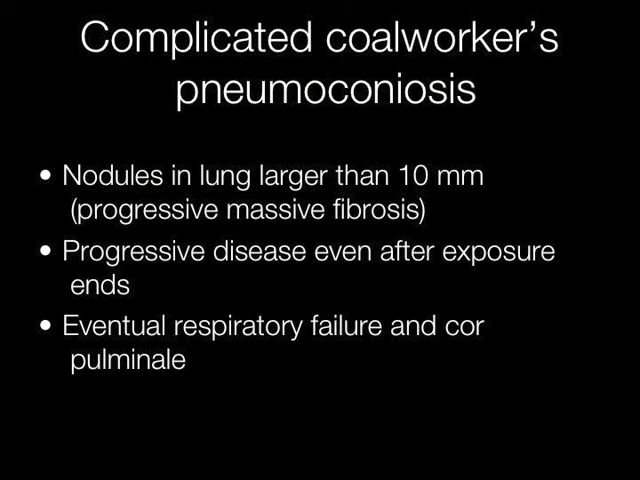 Complicated coalworker’s
pneumoconiosis
• Nodules in lung larger than 10 mm
(progressive massive fibrosis)
• Progressive disease even after exposure
ends
• Eventual respiratory failure and cor
pulminale